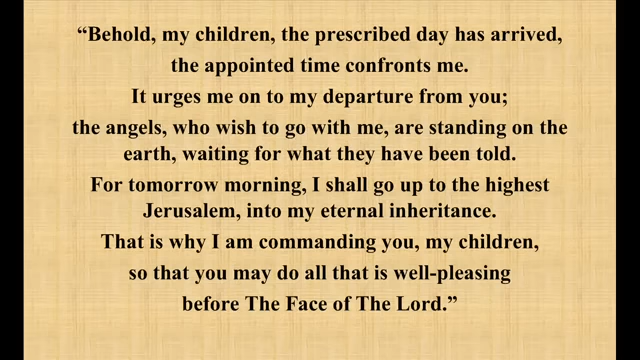 “Behold, my children, the prescribed day has arrived,
the appointed time confronts me.
It urges me on to my departure from you;
the angels, who wish to go with me, are standing on the
earth, waiting for what they have been told.
For tomorrow morning, I shall go up to the highest
Jerusalem, into my eternal inheritance.
That is why I am commanding you, my children,
so that you may do all that is well-pleasing
before The Face of The Lord.”